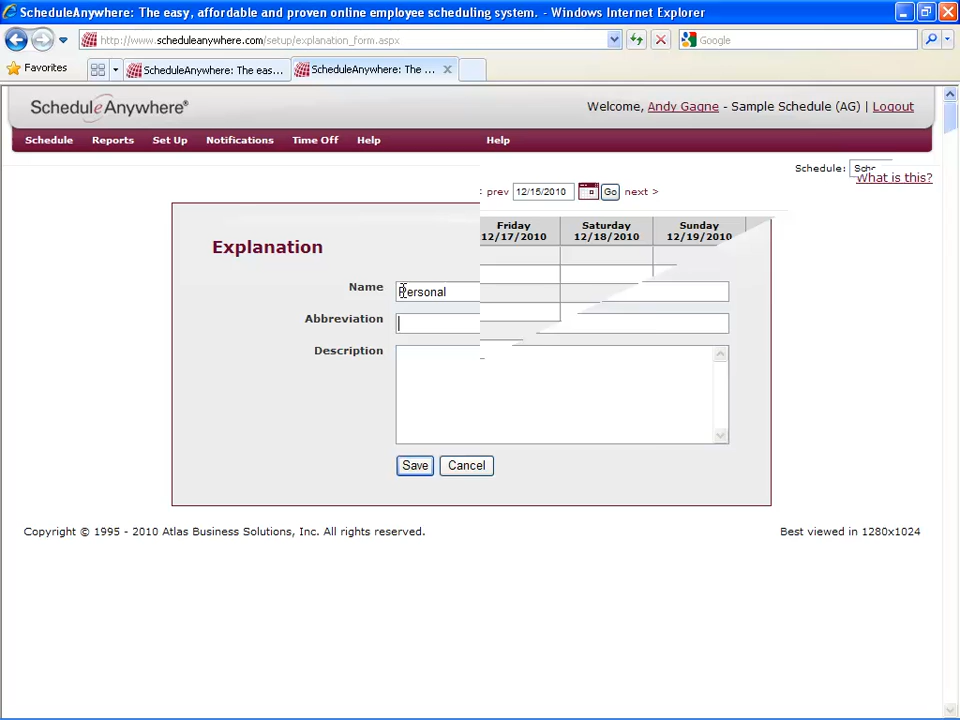 ScheduleAnywhere: The easy, affordable and proven online employee scheduling system. - Windows Internet Explorer
http://www.scheduleanywhere.com/setup/explanation_form.aspx
Google
Favorites
ScheduleAnywhere: The eas...
ScheduleAnywhere: The ...
ScheduleAnywhere®
Welcome, Andy Gagne - Sample Schedule (AG) | Logout
Schedule Reports Set Up Notifications Time Off Help Help
Schedule:
What is this?
prev 12/15/2010 Go next >
Friday 12/17/2010
Saturday 12/18/2010
Sunday 12/19/2010
Explanation
Name Personal
Abbreviation
Description
Save Cancel
Copyright © 1995 - 2010 Atlas Business Solutions, Inc. All rights reserved.
Best viewed in 1280x1024